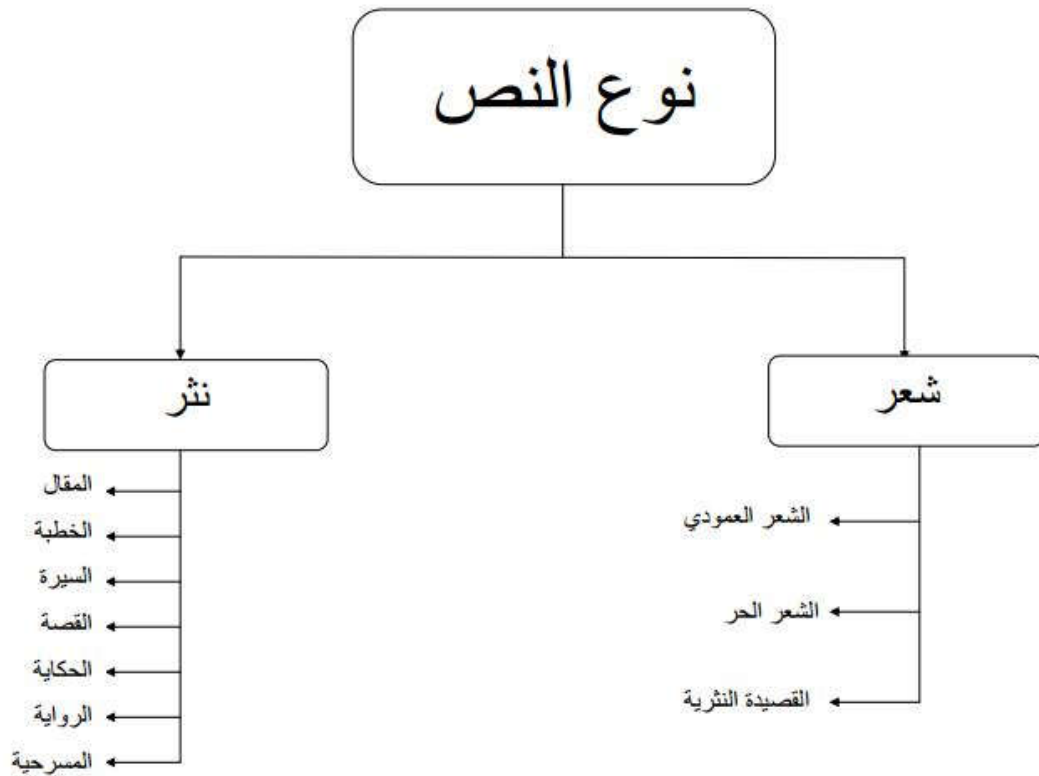 نوع النص
شعر
الشعر العمودي
الشعر الحر
القصيدة النثرية
نثر
المقال
الخطبة
السيرة
القصة
الحكاية
الرواية
المسرحية